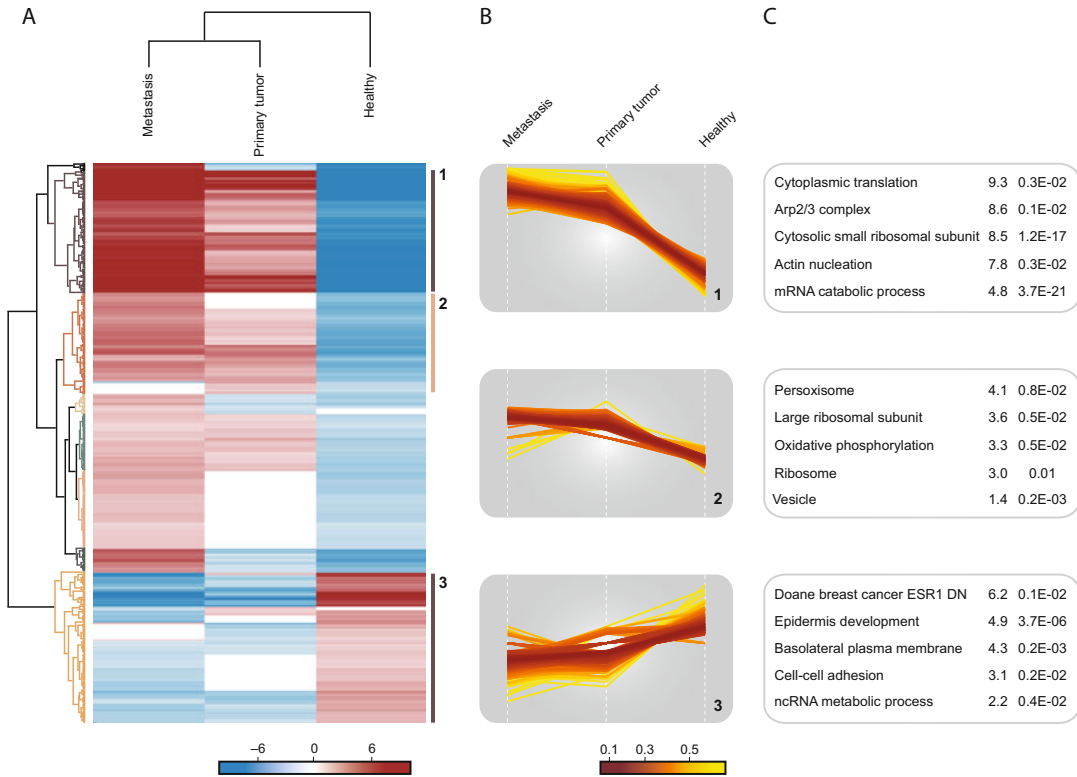 A B C
Metastasis Primary tumor Healthy
Metastasis Primary tumor Healthy
1
Cytoplasmic translation 9.3 0.3E-02
Arp2/3 complex 8.6 0.1E-02
Cytosolic small ribosomal subunit 8.5 1.2E-17
Actin nucleation 7.8 0.3E-02
mRNA catabolic process 4.8 3.7E-21
1
2
Persoxisome 4.1 0.8E-02
Large ribosomal subunit 3.6 0.5E-02
Oxidative phosphorylation 3.3 0.5E-02
Ribosome 3.0 0.01
Vesicle 1.4 0.2E-03
2
3
Doane breast cancer ESR1 DN 6.2 0.1E-02
Epidermis development 4.9 3.7E-06
Basolateral plasma membrane 4.3 0.2E-03
Cell-cell adhesion 3.1 0.2E-02
ncRNA metabolic process 2.2 0.4E-02
3
–6 0 6
0.1 0.3 0.5